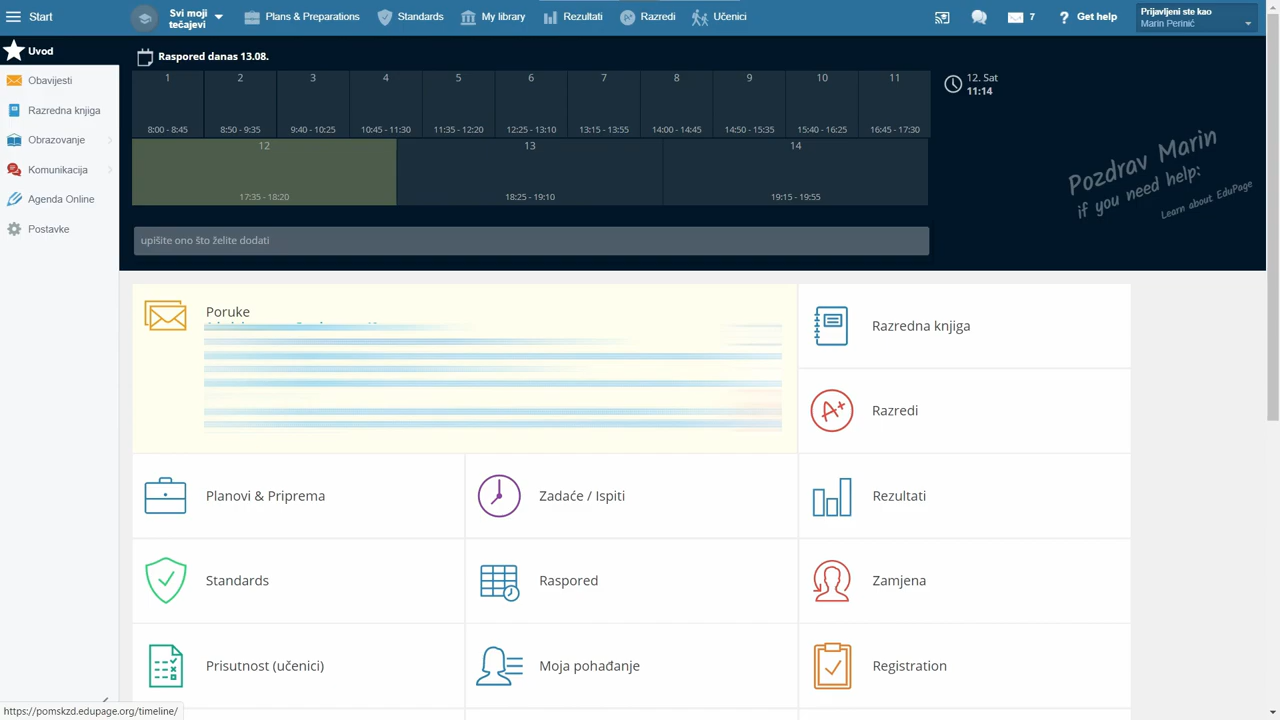 Start
Svi moji
tečajevi
Plans & Preparations
Standards
My library
Rezultati
Razredi
Učenici
7
Get help
Prijavljeni ste kao
Marin Perinić
Uvod
Obavijesti
Razredna knjiga
Obrazovanje
Komunikacija
Agenda Online
Postavke
Raspored danas 13.08.
1 2 3 4 5 6 7 8 9 10 11
8:00 - 8:45 8:50 - 9:35 9:40 - 10:25 10:45 - 11:30 11:35 - 12:20 12:25 - 13:10 13:15 - 13:55 14:00 - 14:45 14:50 - 15:35 15:40 - 16:25 16:45 - 17:30
12 13 14
17:35 - 18:20 18:25 - 19:10 19:15 - 19:55
12. Sat
11:14
Pozdrav Marin
if you need help:
Learn about EduPage
upišite ono što želite dodati
Poruke
Razredna knjiga
A+
Razredi
Planovi & Priprema
Zadaće / Ispiti
Rezultati
Standards
Raspored
Zamjena
Prisutnost (učenici)
Moja pohađanje
Registration
https://pomskzd.edupage.org/timeline/